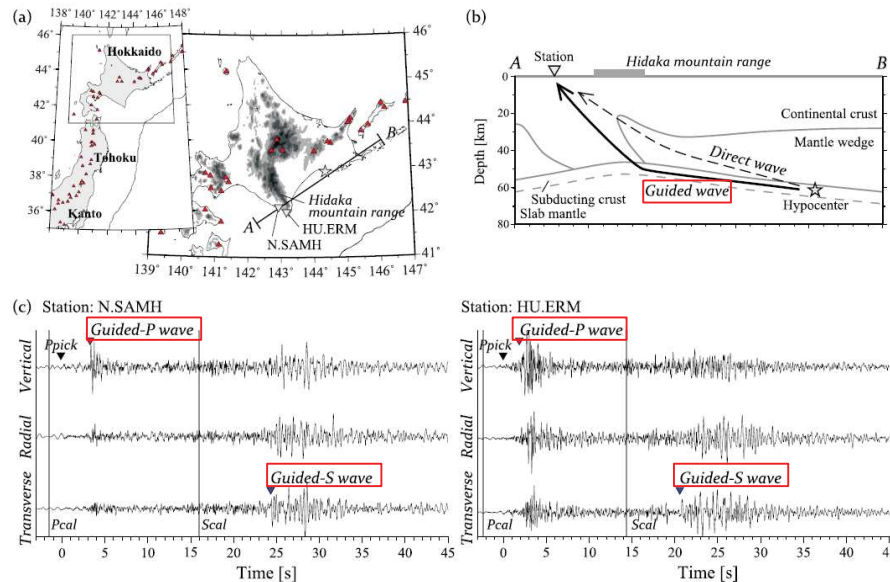 (a)
142° 144° 146° 148°
Hokkaido
46°
44°
42°
40°
38°
36°
Tohoku
Kanto
46°
45°
44°
43°
42°
41°
B
Hidaka
mountain range
A
HU.ERM
N.SAMH
139° 141° 142° 143° 144° 145° 146° 147°
(b)
A
Station
Hidaka mountain range
B
Depth [km]
0
20
40
60
80
Continental crust
Mantle wedge
Direct wave
Guided wave
Subducting crust
Slab mantle
Hypocenter
(c) Station: N.SAMH
Vertical
Radial
Transverse
Ppick
Guided-P wave
Guided-S wave
Pcal
Scal
0 5 10 15 20 25 30 35 40 45
Time [s]
Station: HU.ERM
Vertical
Radial
Transverse
Ppick
Guided-P wave
Guided-S wave
Pcal
Scal
0 5 10 15 20 25 30 35 40 45
Time [s]